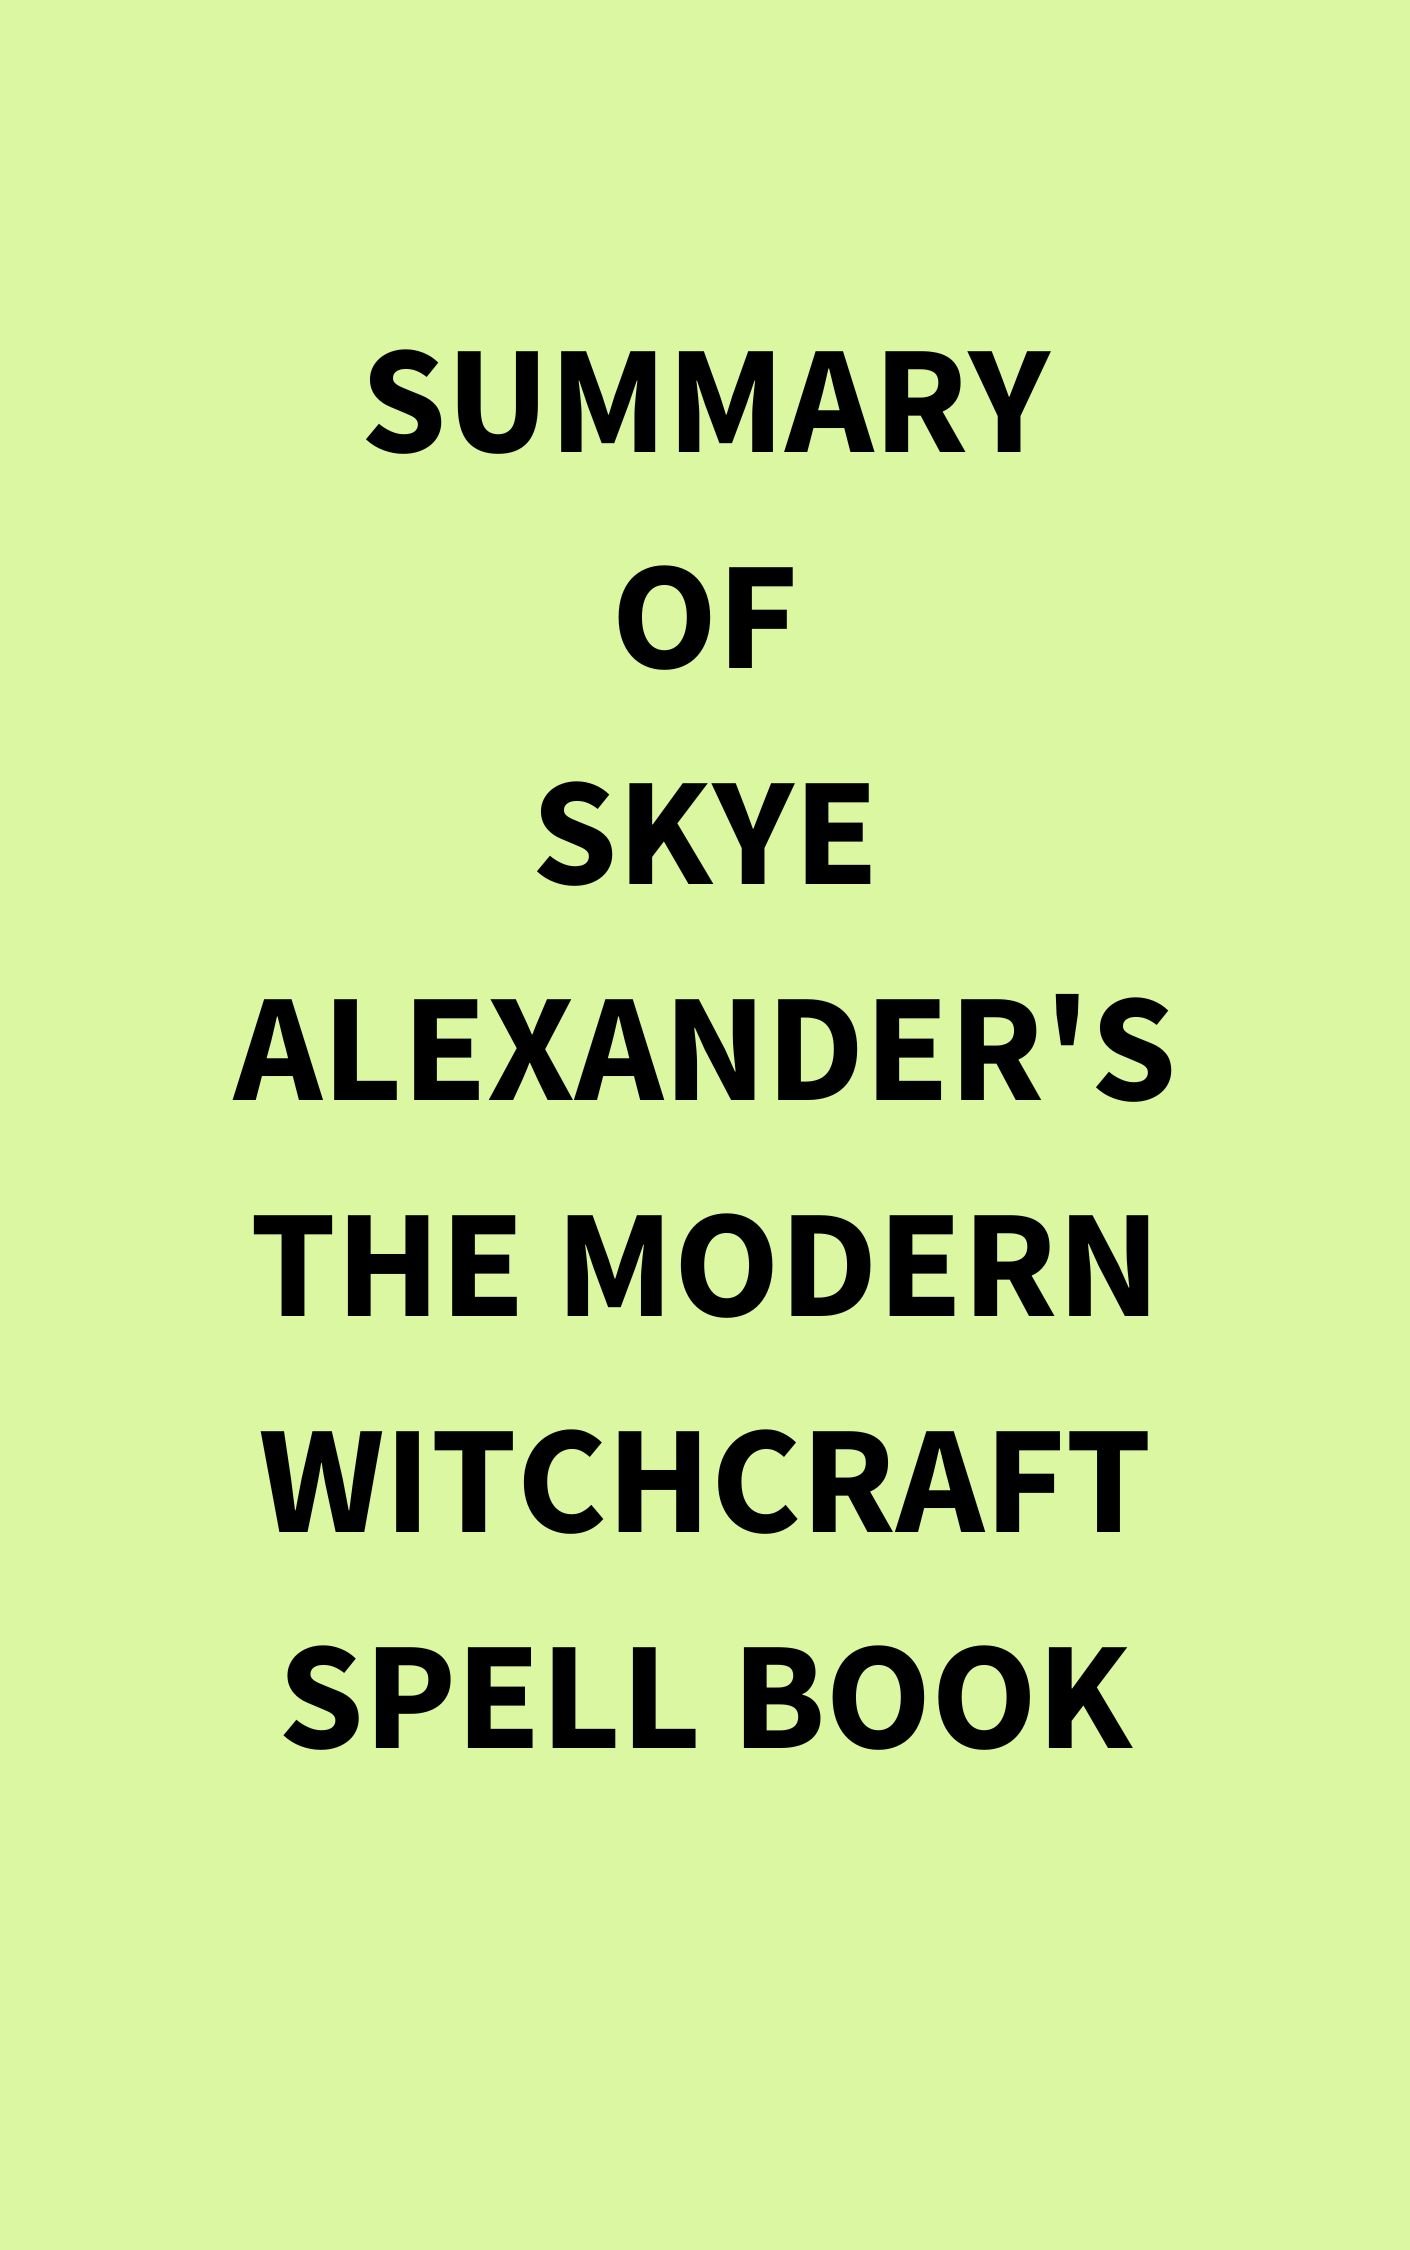 SUMMARY
OF
SKYE
ALEXANDER'S
THE MODERN
WITCHCRAFT
SPELL BOOK